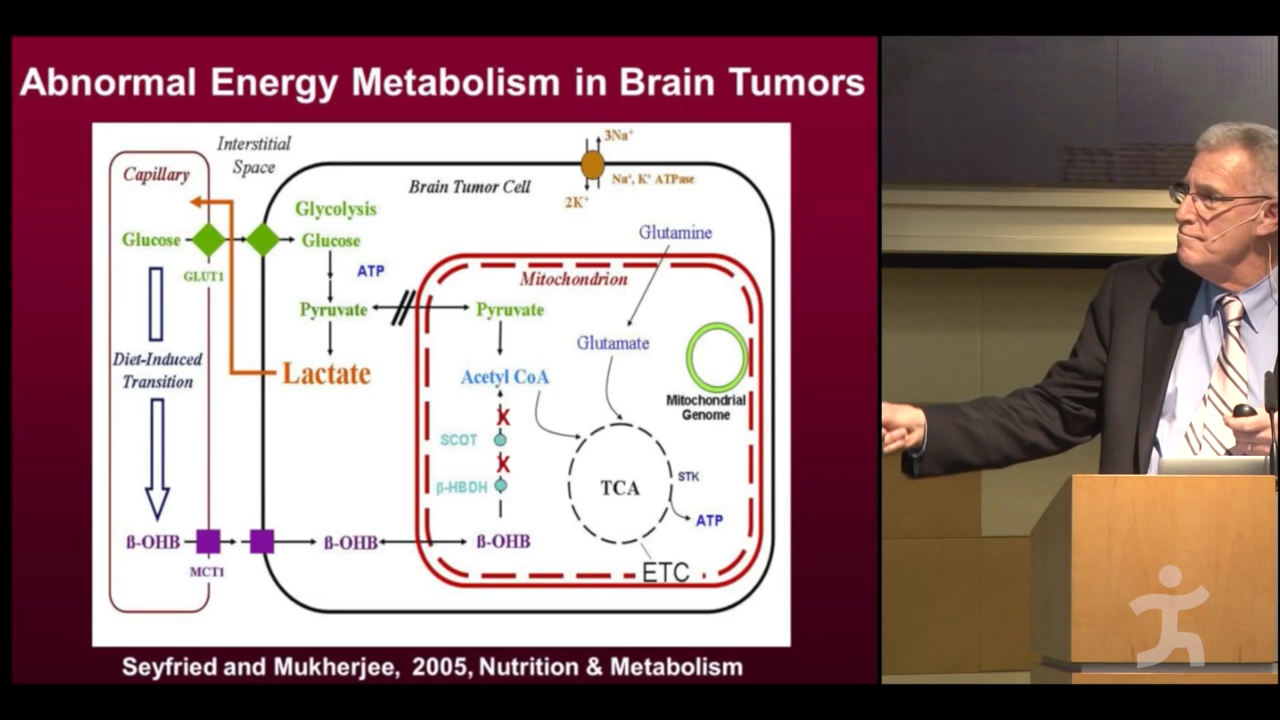 Abnormal Energy Metabolism in Brain Tumors
Interstitial
Space
Capillary
3Na⁺
Na⁺, K⁺ ATPase
2K⁺
Brain Tumor Cell
Glycolysis
Glucose
Glucose
GLUT1
ATP
Glutamine
Mitochondrion
Pyruvate
Pyruvate
Glutamate
Diet-Induced
Transition
Lactate
Acetyl CoA
Mitochondrial
Genome
X
SCOT
X
β-HBDH
TCA
STK
ATP
ß-OHB
ß-OHB
ß-OHB
MCT1
ETC
Seyfried and Mukherjee, 2005, Nutrition & Metabolism